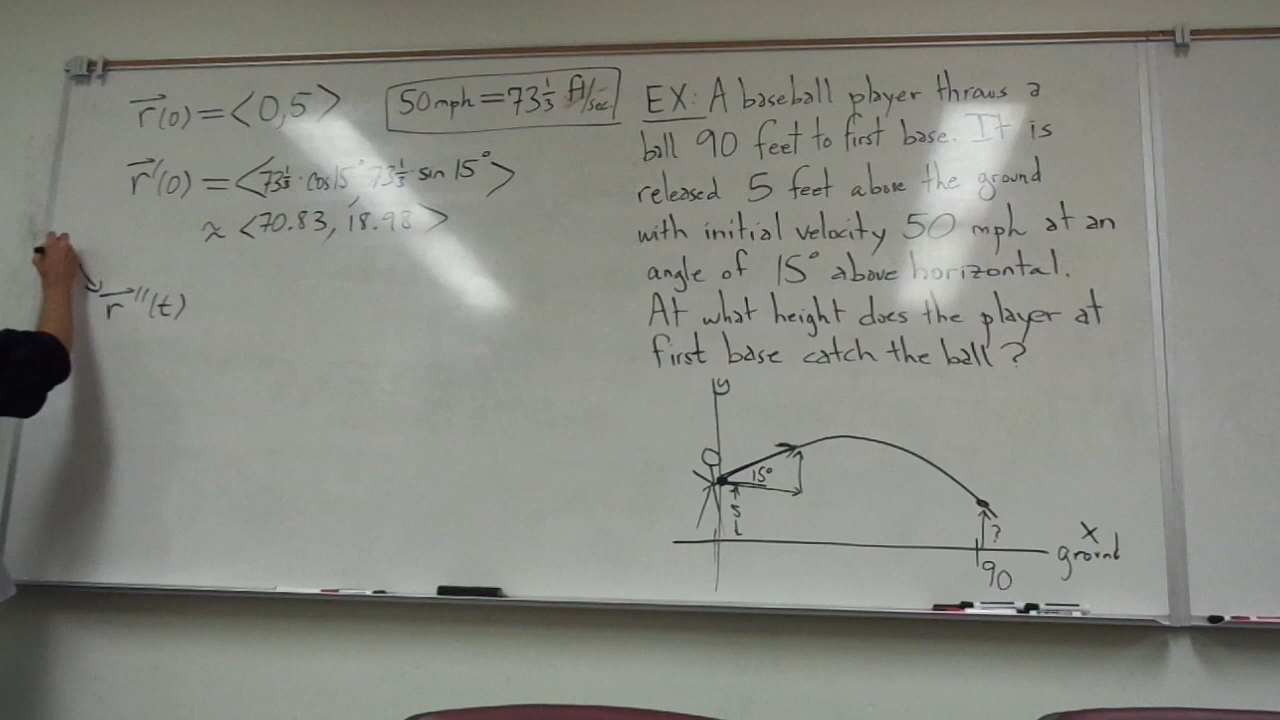 r⃗(0) = <0,5>
50mph = 73⅓ ft/sec
r⃗'(0) = <73⅓ · cos15°, 73⅓ · sin 15°>
≈ <70.83, 18.98>
r⃗''(t)
EX: A baseball player throws a
ball 90 feet to first base. It is
released 5 feet above the ground
with initial velocity 50 mph at an
angle of 15° above horizontal.
At what height does the player at
first base catch the ball?
y
15°
5
?
x
ground
90